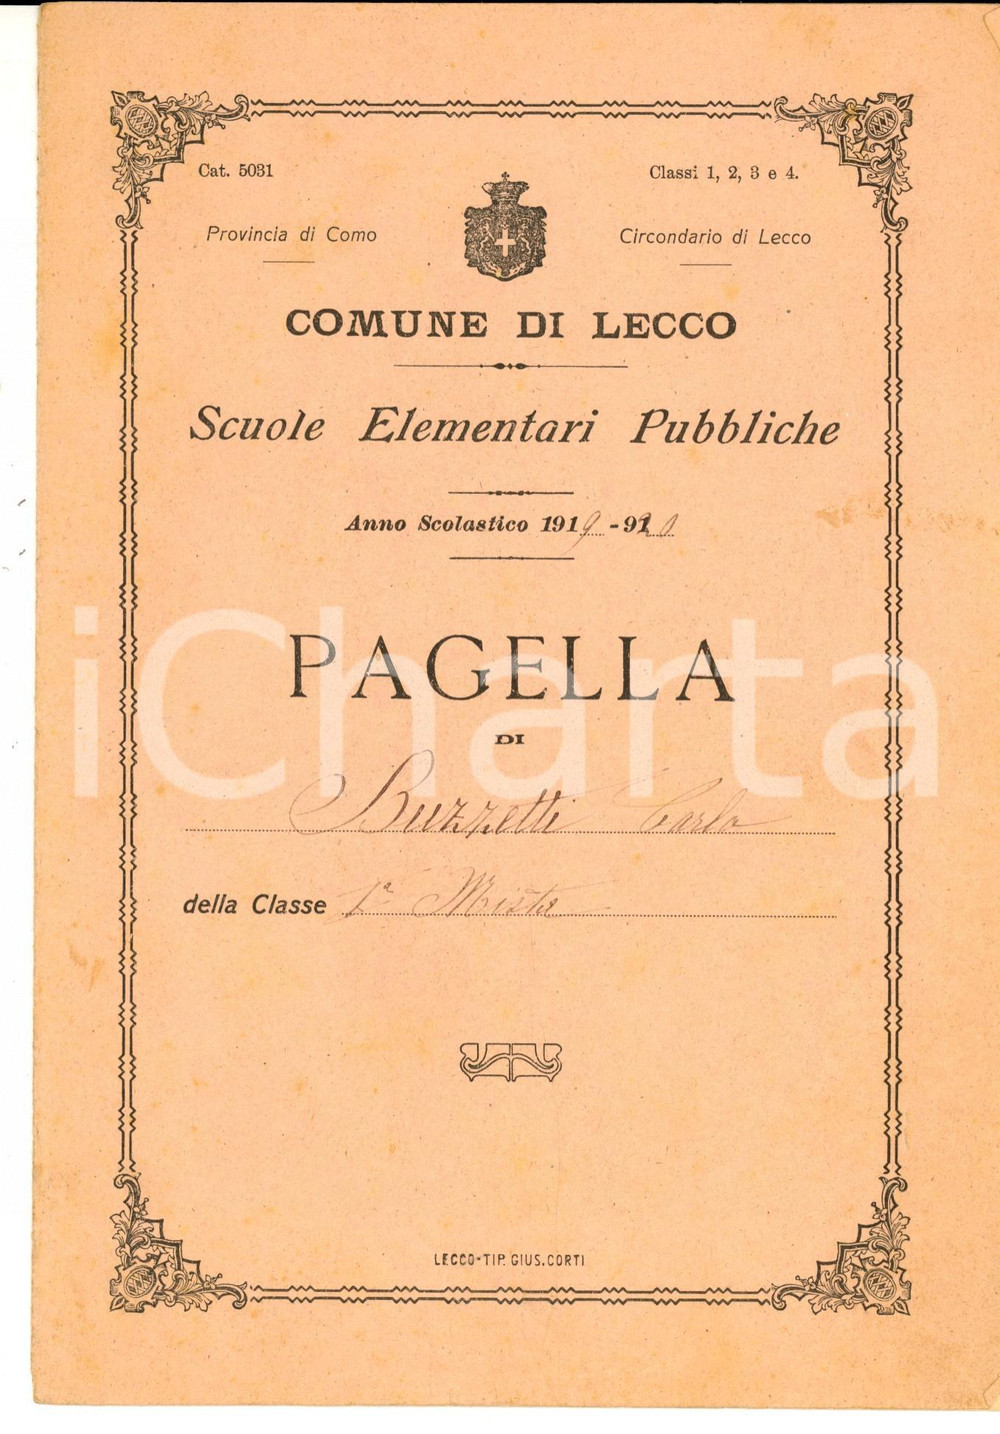 Cat. 5031
Classi 1, 2, 3 e 4.
Provincia di Como
Circondario di Lecco
COMUNE DI LECCO
Scuole Elementari Pubbliche
Anno Scolastico 1919-920
PAGELLA
DI
Buzzetti Carlo
della Classe 1ª Mista
LECCO-TIP. GIUS. CORTI
iCharta